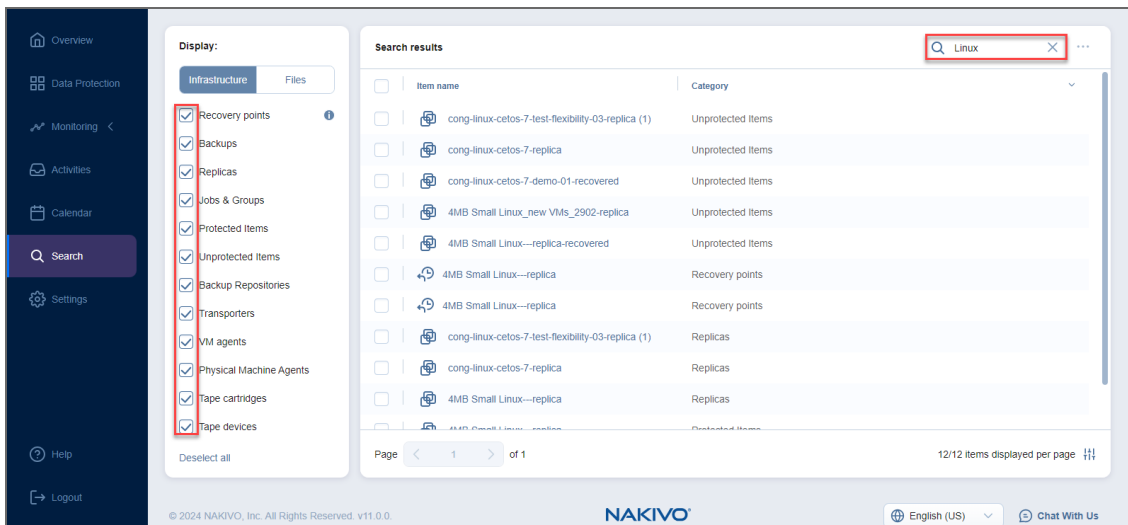 Overview
Data Protection
Monitoring
Activities
Calendar
Search
Settings
Help
Logout
Display:
Infrastructure Files
Recovery points
Backups
Replicas
Jobs & Groups
Protected Items
Unprotected Items
Backup Repositories
Transporters
VM agents
Physical Machine Agents
Tape cartridges
Tape devices
Deselect all
Search results Linux
Item name Category
cong-linux-cetos-7-test-flexibility-03-replica (1) Unprotected Items
cong-linux-cetos-7-replica Unprotected Items
cong-linux-cetos-7-demo-01-recovered Unprotected Items
4MB Small Linux_new VMs_2902-replica Unprotected Items
4MB Small Linux---replica-recovered Unprotected Items
4MB Small Linux---replica Recovery points
4MB Small Linux---replica Recovery points
cong-linux-cetos-7-test-flexibility-03-replica (1) Replicas
cong-linux-cetos-7-replica Replicas
4MB Small Linux---replica Replicas
4MB Small Linux---replica Protected Items
Page 1 of 1 12/12 items displayed per page
© 2024 NAKIVO, Inc. All Rights Reserved. v11.0.0. NAKIVO® English (US) Chat With Us